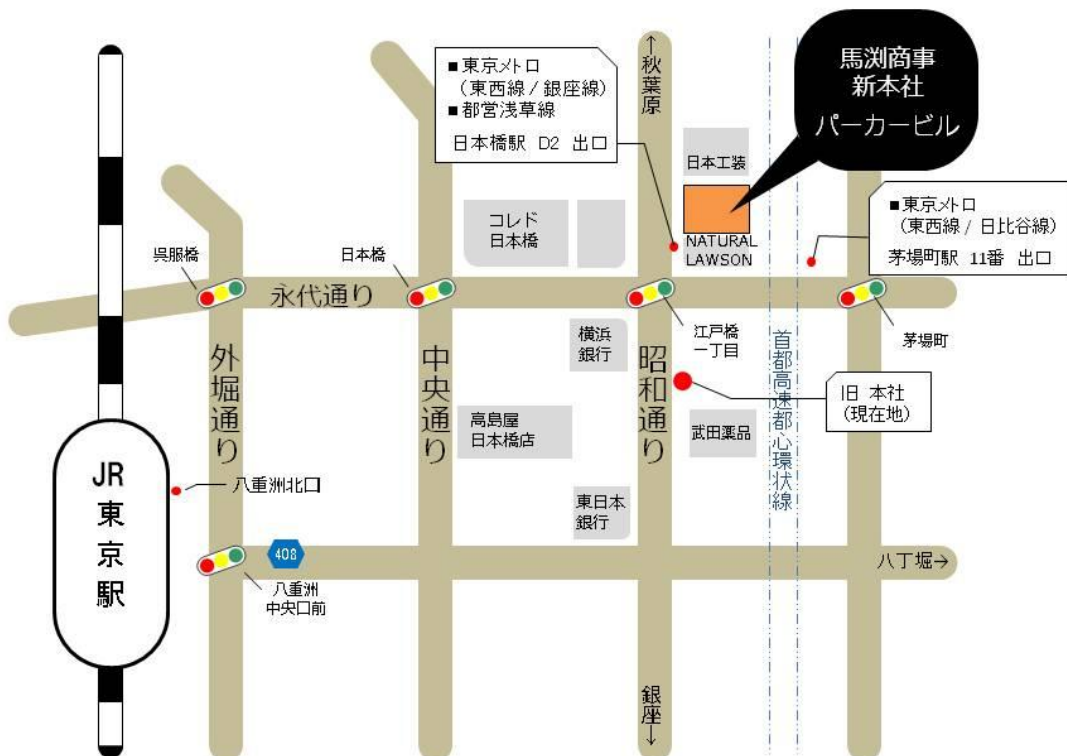 馬渕商事
新本社
パーカービル
■東京メトロ
(東西線/銀座線)
■都営浅草線
日本橋駅 D2 出口
↑秋葉原
日本工装
NATURAL
LAWSON
■東京メトロ
(東西線/日比谷線)
茅場町駅 11番 出口
コレド
日本橋
呉服橋
日本橋
永代通り
江戸橋
一丁目
茅場町
横浜
銀行
外堀通り
中央通り
昭和通り
首都高速都心環状線
旧 本社
(現在地)
高島屋
日本橋店
武田薬品
JR東京駅
八重洲北口
東日本
銀行
408
八重洲
中央口前
八丁堀→
銀座↓